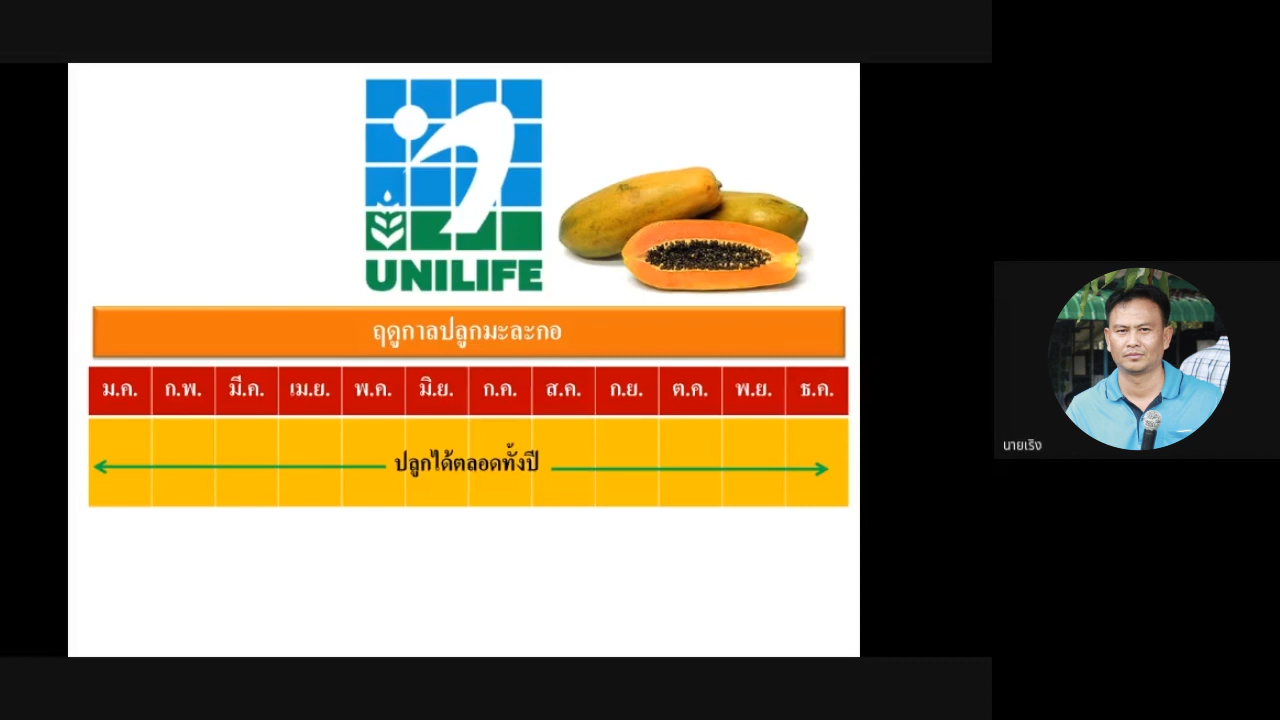 UNILIFE
ฤดูกาลปลูกมะละกอ
ม.ค. ก.พ. มี.ค. เม.ย. พ.ค. มิ.ย. ก.ค. ส.ค. ก.ย. ต.ค. พ.ย. ธ.ค.
ปลูกได้ตลอดทั้งปี
นายเริง